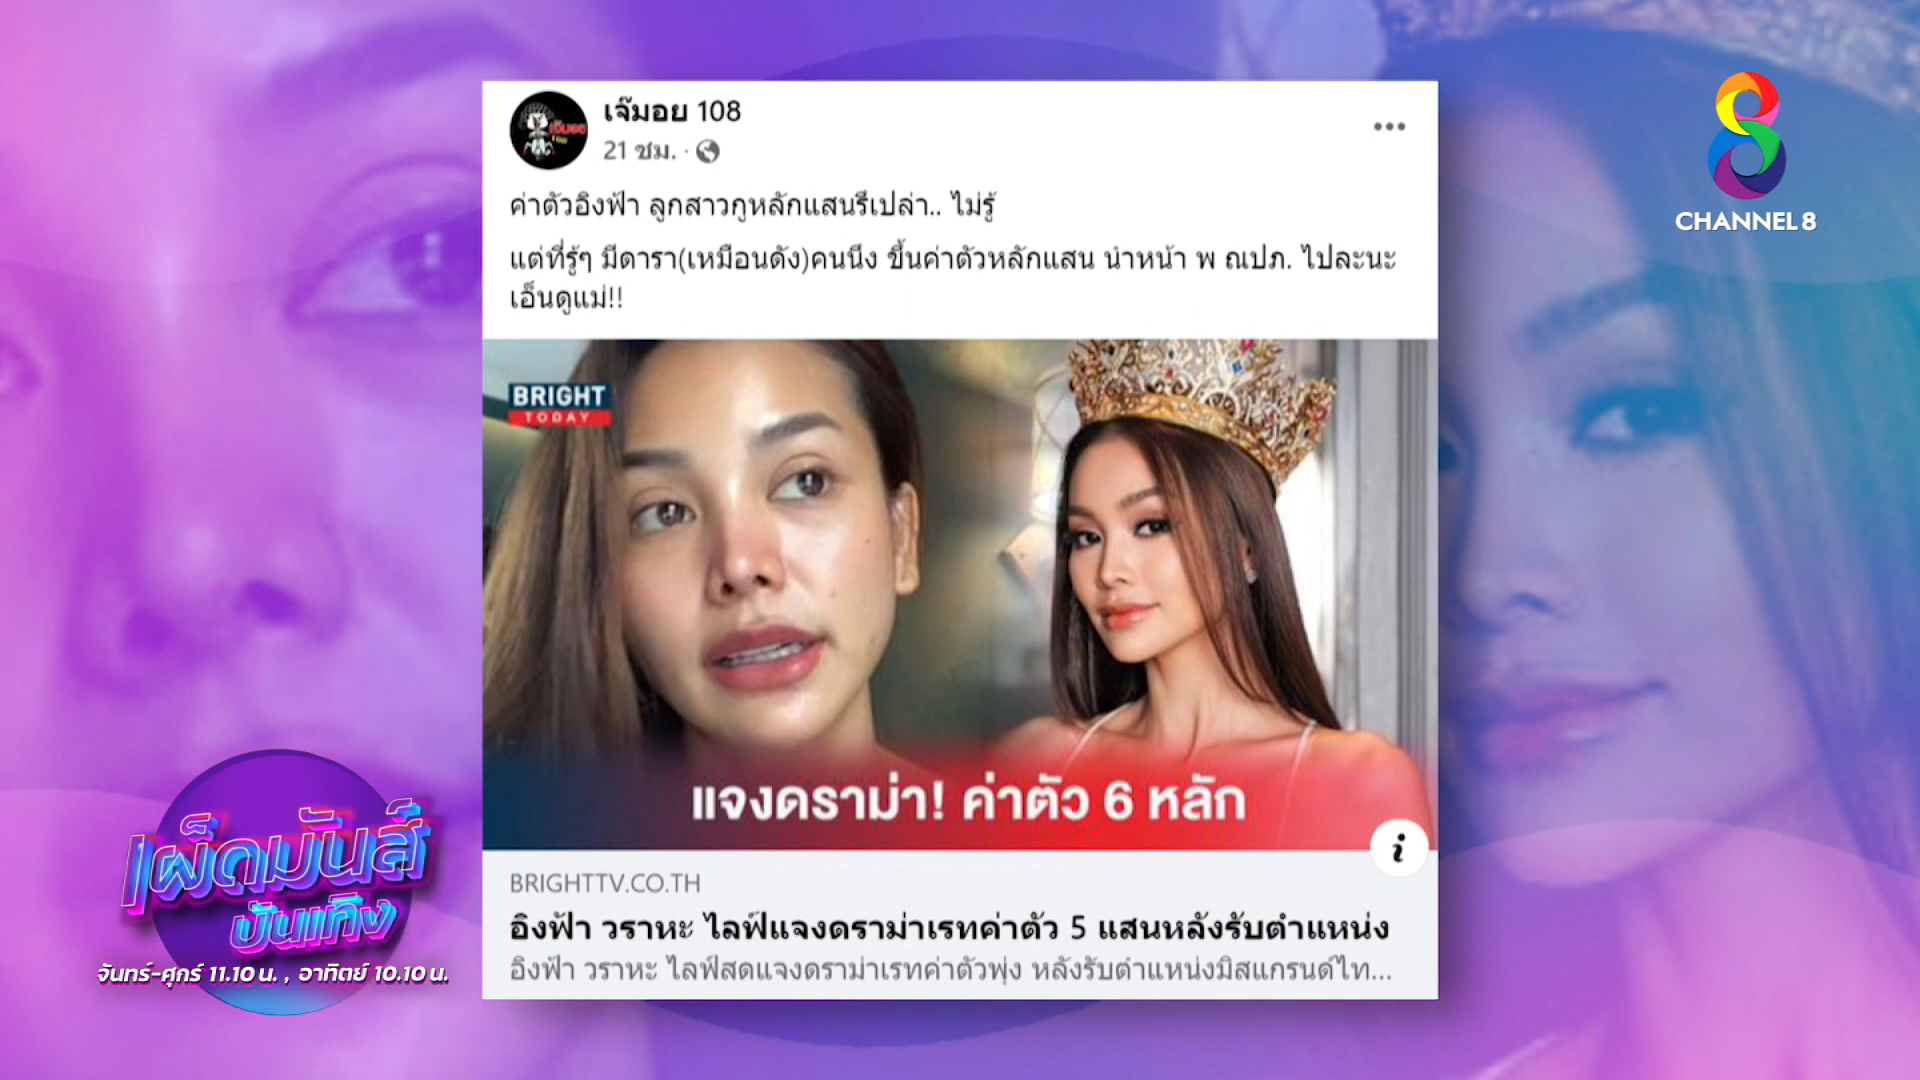 เจ๊มอย 108
21 ชม. ·
ค่าตัวอิงฟ้า ลูกสาวกูหลักแสนรึเปล่า.. ไม่รู้
แต่ที่รู้ๆ มีดารา(เหมือนดัง)คนนึง ขึ้นค่าตัวหลักแสน นำหน้า พ ณปภ. ไปละนะ
เอ็นดูแม่!!
BRIGHT
TODAY
แจงดราม่า! ค่าตัว 6 หลัก
BRIGHTTV.CO.TH
อิงฟ้า วราหะ ไลฟ์แจงดราม่าเรทค่าตัว 5 แสนหลังรับตำแหน่ง
อิงฟ้า วราหะ ไลฟ์สดแจงดราม่าเรทค่าตัวพุ่ง หลังรับตำแหน่งมิสแกรนด์ไท...
CHANNEL 8
เผ็ดมันส์
บันเทิง
จันทร์-ศุกร์ 11.10 น. , อาทิตย์ 10.10 น.